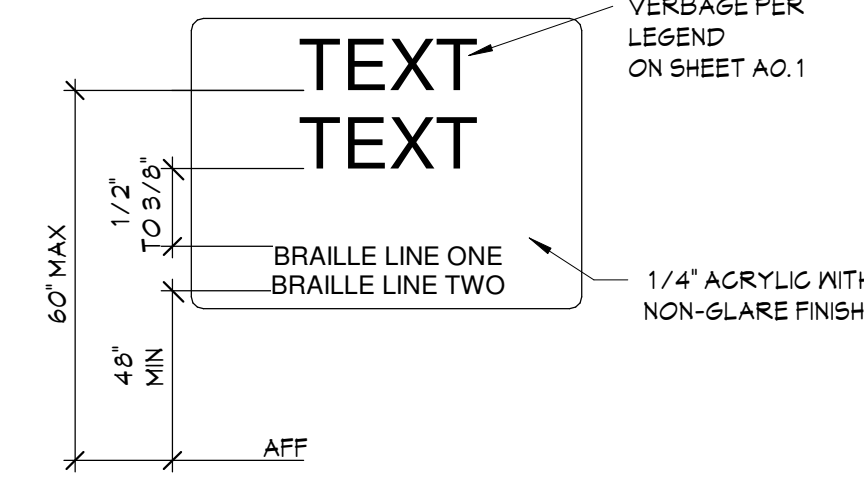 VERBAGE PER
LEGEND
ON SHEET A0.1
TEXT
TEXT
1/2"
TO 3/8"
60" MAX
BRAILLE LINE ONE
BRAILLE LINE TWO
1/4" ACRYLIC WITH
NON-GLARE FINISH
48"
MIN
AFF